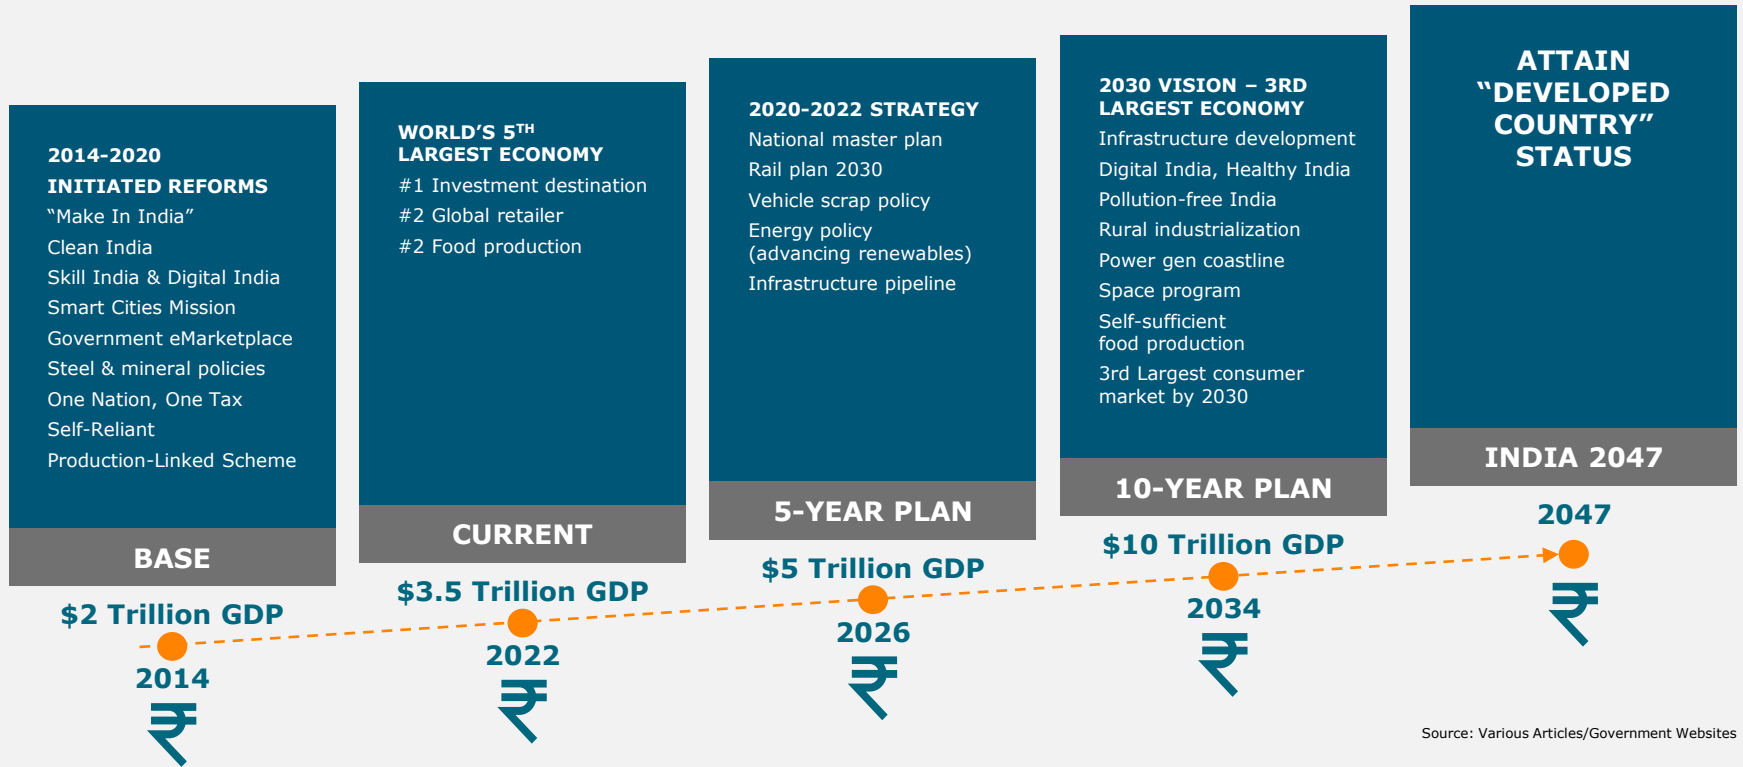 2014-2020
INITIATED REFORMS
“Make In India”
Clean India
Skill India & Digital India
Smart Cities Mission
Government eMarketplace
Steel & mineral policies
One Nation, One Tax
Self-Reliant
Production-Linked Scheme
BASE
$2 Trillion GDP
2014
₹
WORLD’S 5TH
LARGEST ECONOMY
#1 Investment destination
#2 Global retailer
#2 Food production
CURRENT
$3.5 Trillion GDP
2022
₹
2020-2022 STRATEGY
National master plan
Rail plan 2030
Vehicle scrap policy
Energy policy
(advancing renewables)
Infrastructure pipeline
5-YEAR PLAN
$5 Trillion GDP
2026
₹
2030 VISION – 3RD
LARGEST ECONOMY
Infrastructure development
Digital India, Healthy India
Pollution-free India
Rural industrialization
Power gen coastline
Space program
Self-sufficient
food production
3rd Largest consumer
market by 2030
10-YEAR PLAN
$10 Trillion GDP
2034
₹
ATTAIN
“DEVELOPED
COUNTRY”
STATUS
INDIA 2047
2047
₹
Source: Various Articles/Government Websites